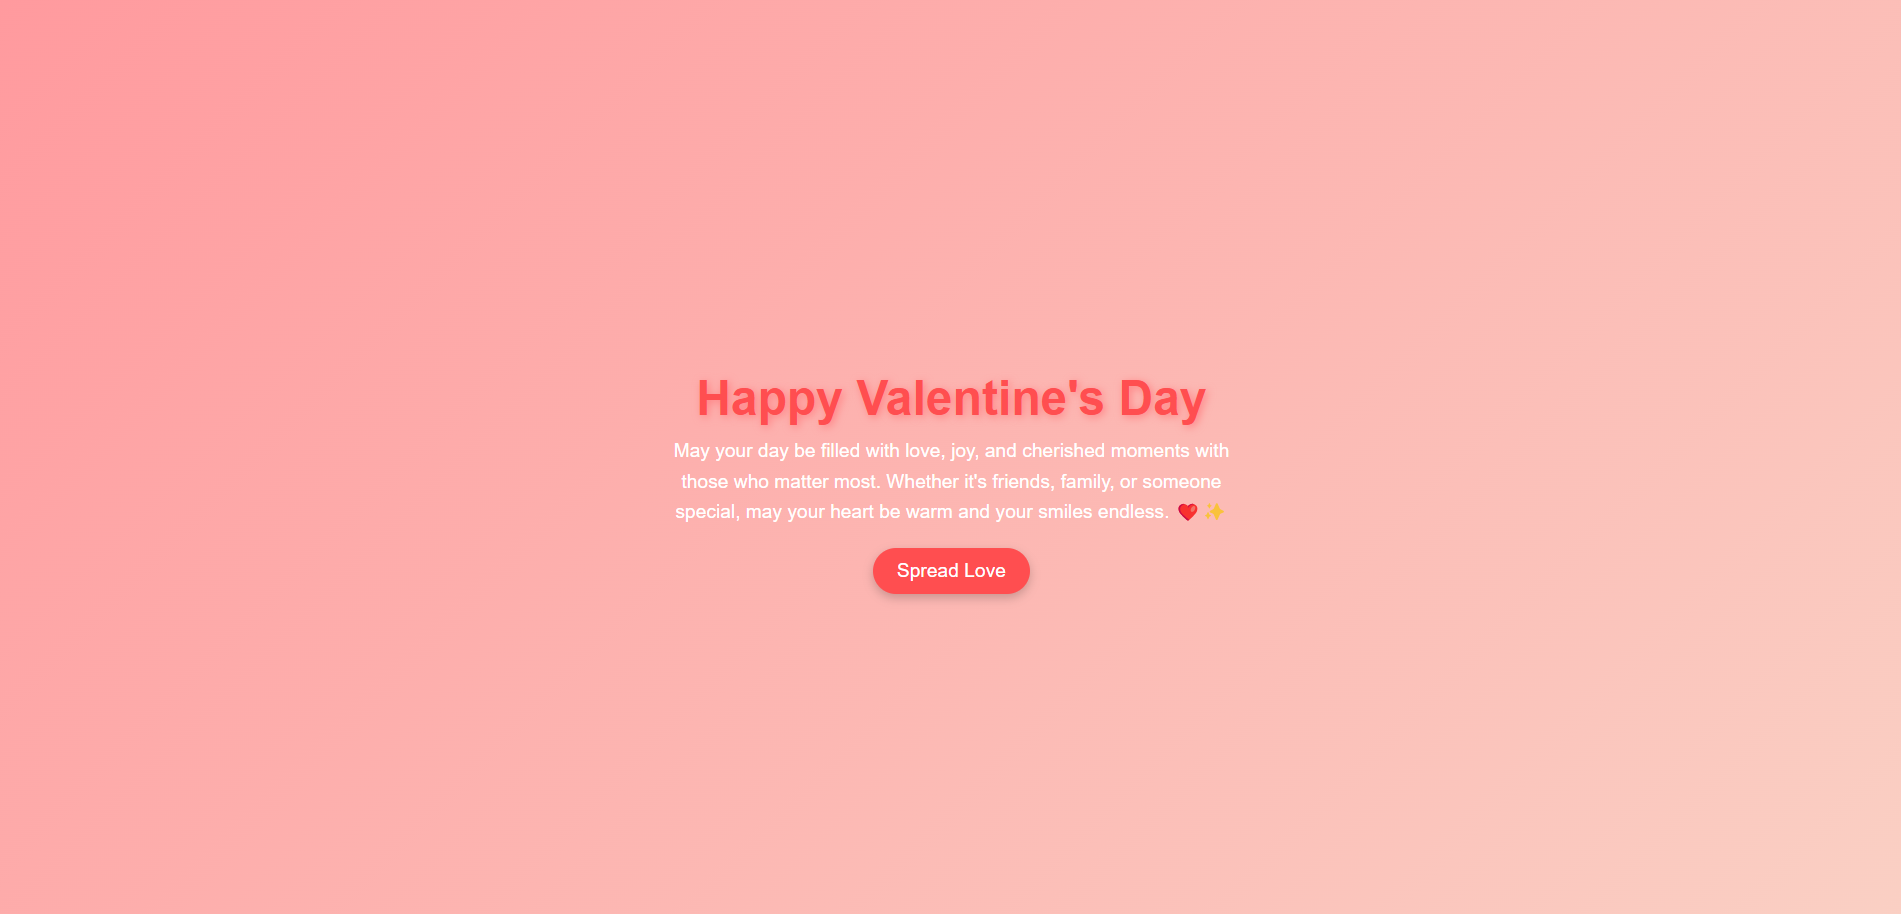 Happy Valentine's Day
May your day be filled with love, joy, and cherished moments with
those who matter most. Whether it's friends, family, or someone
special, may your heart be warm and your smiles endless. ❤️ ✨
Spread Love